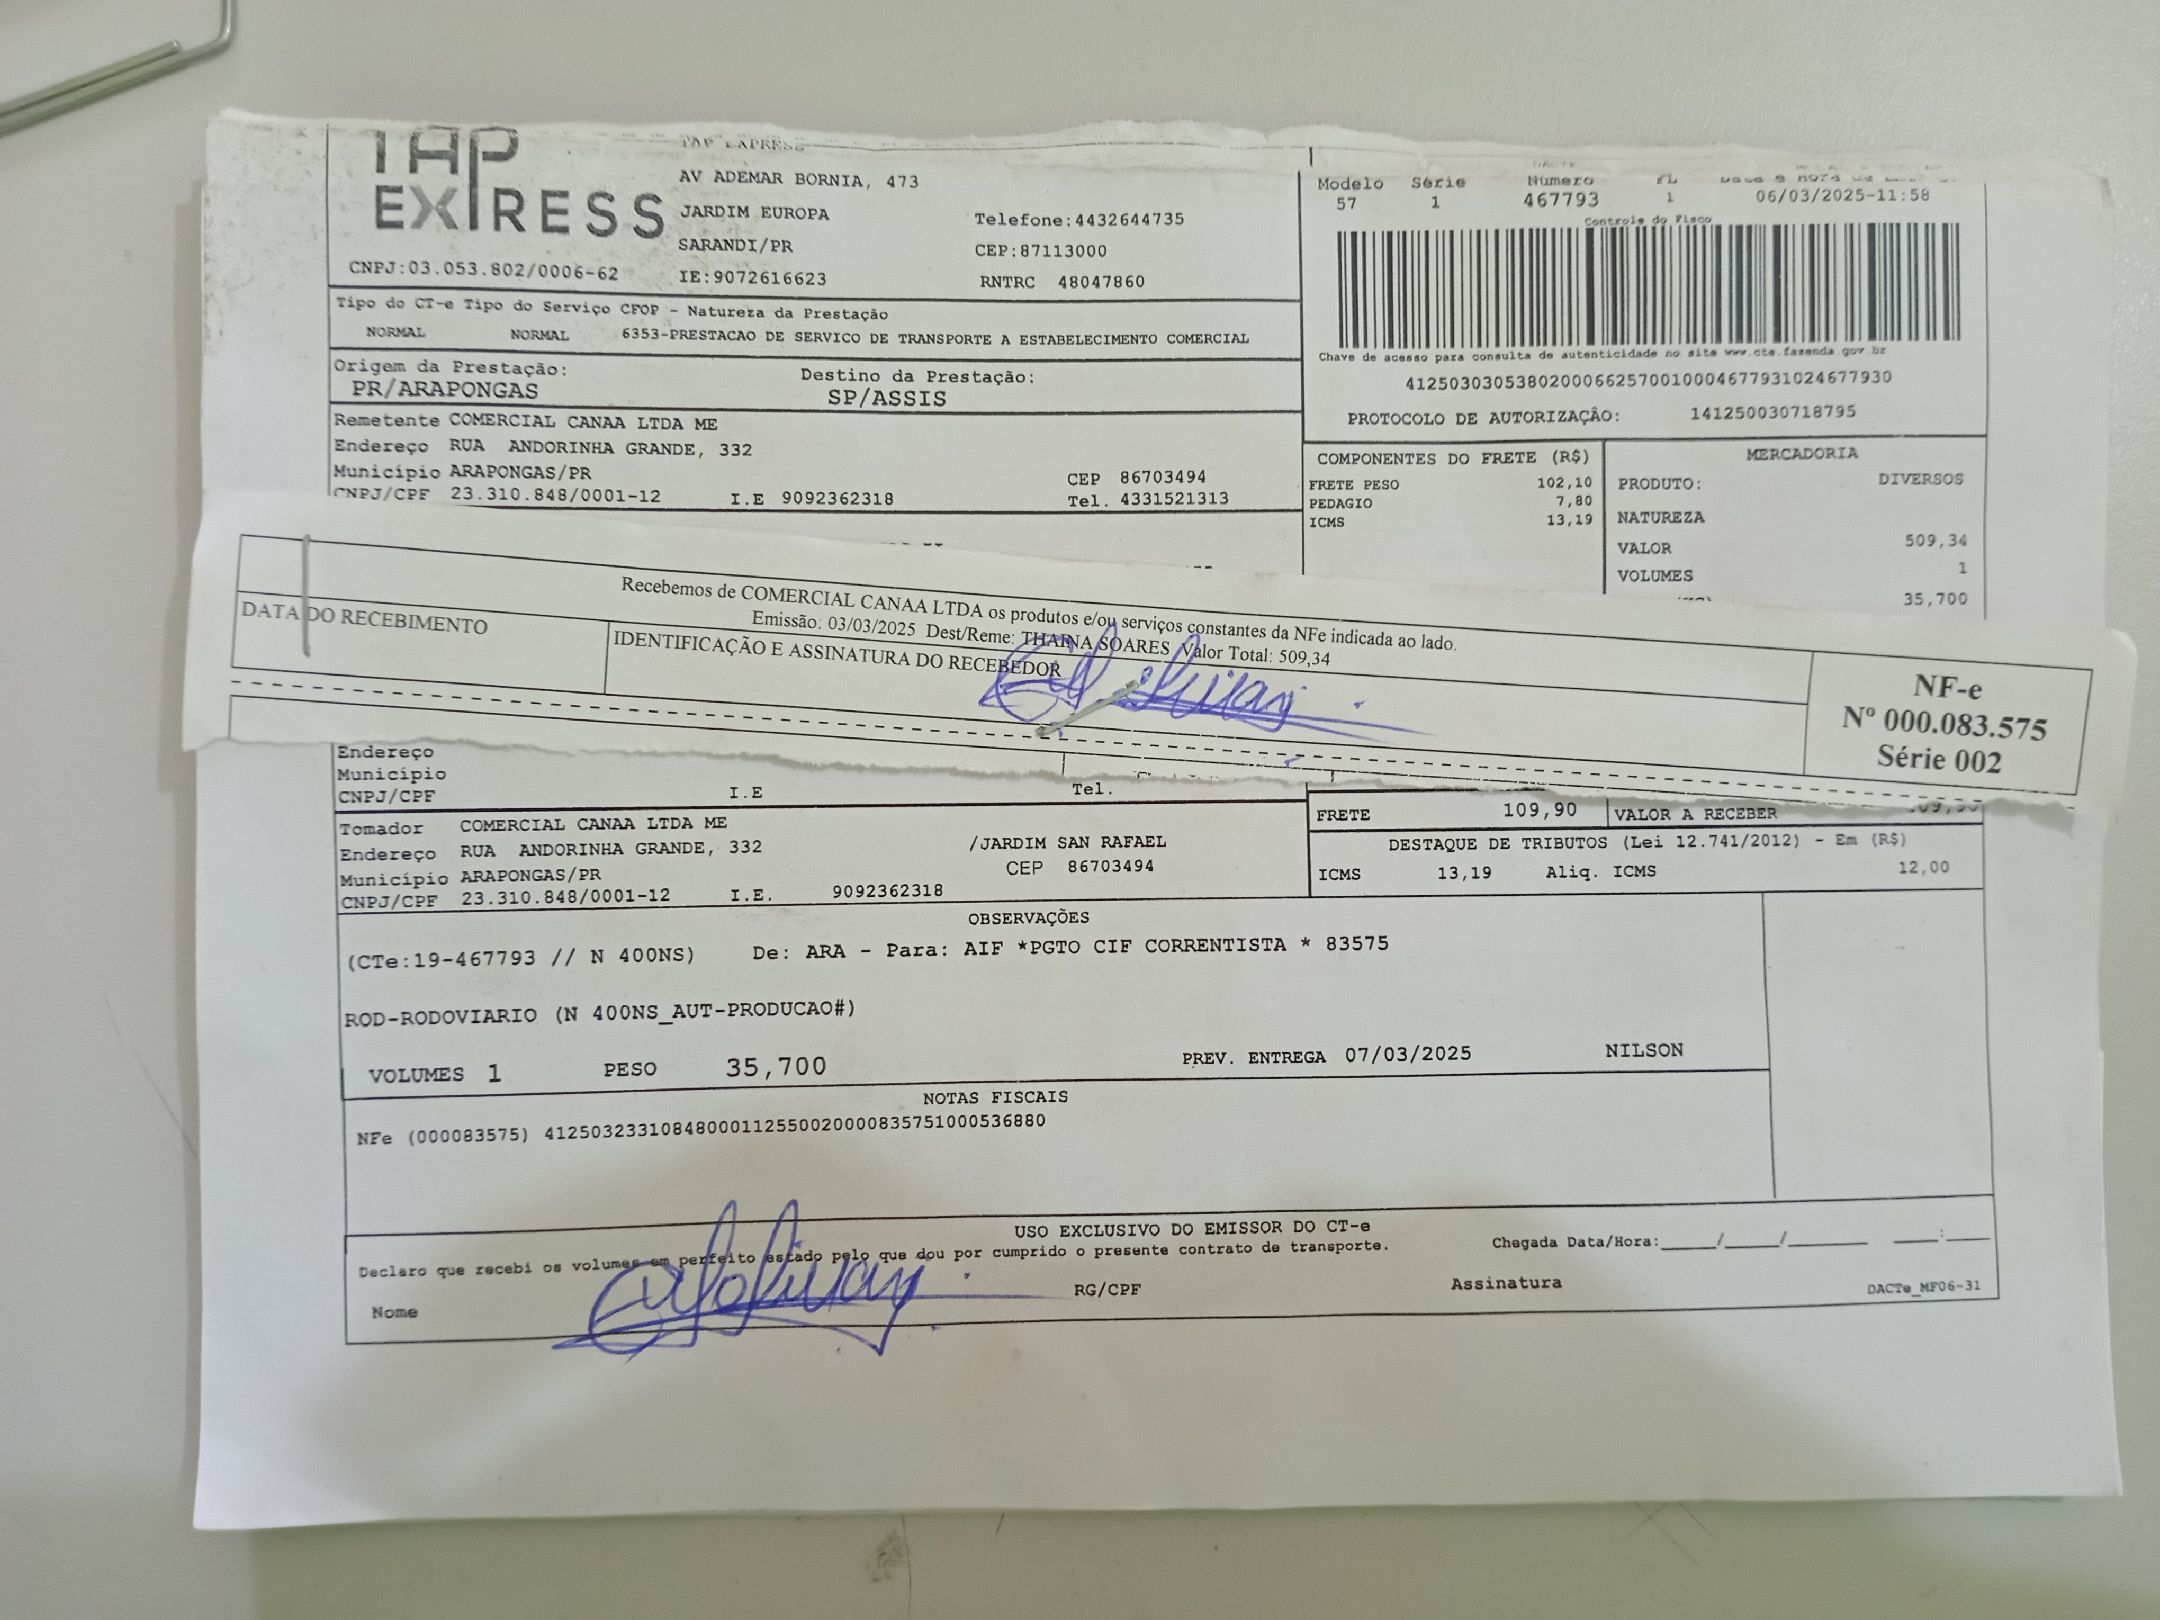 TAP
EXPRESS
TAP EXPRESS
AV ADEMAR BORNIA, 473
JARDIM EUROPA
Telefone:4432644735
SARANDI/PR
CEP:87113000
CNPJ:03.053.802/0006-62
IE:9072616623
RNTRC 48047860
Modelo Série Número FL
57 1 467793 1 06/03/2025-11:58
Controle do Fisco
Chave de acesso para consulta de autenticidade no site www.cte.fazenda.gov.br
41250303053802000662570010004677931024677930
PROTOCOLO DE AUTORIZAÇÃO: 141250030718795
Tipo do CT-e Tipo do Serviço CFOP - Natureza da Prestação
NORMAL NORMAL 6353-PRESTACAO DE SERVICO DE TRANSPORTE A ESTABELECIMENTO COMERCIAL
Origem da Prestação: Destino da Prestação:
PR/ARAPONGAS SP/ASSIS
Remetente COMERCIAL CANAA LTDA ME
Endereço RUA ANDORINHA GRANDE, 332
Município ARAPONGAS/PR CEP 86703494
CNPJ/CPF 23.310.848/0001-12 I.E 9092362318 Tel. 4331521313
COMPONENTES DO FRETE (R$)
FRETE PESO 102,10
PEDAGIO 7,80
ICMS 13,19
MERCADORIA
PRODUTO: DIVERSOS
NATUREZA
VALOR 509,34
VOLUMES 1
35,700
Recebemos de COMERCIAL CANAA LTDA os produtos e/ou serviços constantes da NFe indicada ao lado.
Emissão: 03/03/2025 Dest/Reme: THAINA SOARES Valor Total: 509,34
DATA DO RECEBIMENTO
IDENTIFICAÇÃO E ASSINATURA DO RECEBEDOR
NF-e
Nº 000.083.575
Série 002
Endereço
Município
CNPJ/CPF I.E Tel.
FRETE 109,90 VALOR A RECEBER 109,90
Tomador COMERCIAL CANAA LTDA ME
Endereço RUA ANDORINHA GRANDE, 332 /JARDIM SAN RAFAEL
Município ARAPONGAS/PR CEP 86703494
CNPJ/CPF 23.310.848/0001-12 I.E. 9092362318
DESTAQUE DE TRIBUTOS (Lei 12.741/2012) - Em (R$)
ICMS 13,19 Aliq. ICMS 12,00
OBSERVAÇÕES
(CTe:19-467793 // N 400NS) De: ARA - Para: AIF *PGTO CIF CORRENTISTA * 83575
ROD-RODOVIARIO (N 400NS_AUT-PRODUCAO#)
VOLUMES 1 PESO 35,700 PREV. ENTREGA 07/03/2025 NILSON
NOTAS FISCAIS
NFe (000083575) 41250323310848000112550020000835751000536880
USO EXCLUSIVO DO EMISSOR DO CT-e
Declaro que recebi os volumes em perfeito estado pelo que dou por cumprido o presente contrato de transporte.
Chegada Data/Hora:____/____/______ ___:___
Nome RG/CPF Assinatura
DACTe_MF06-31